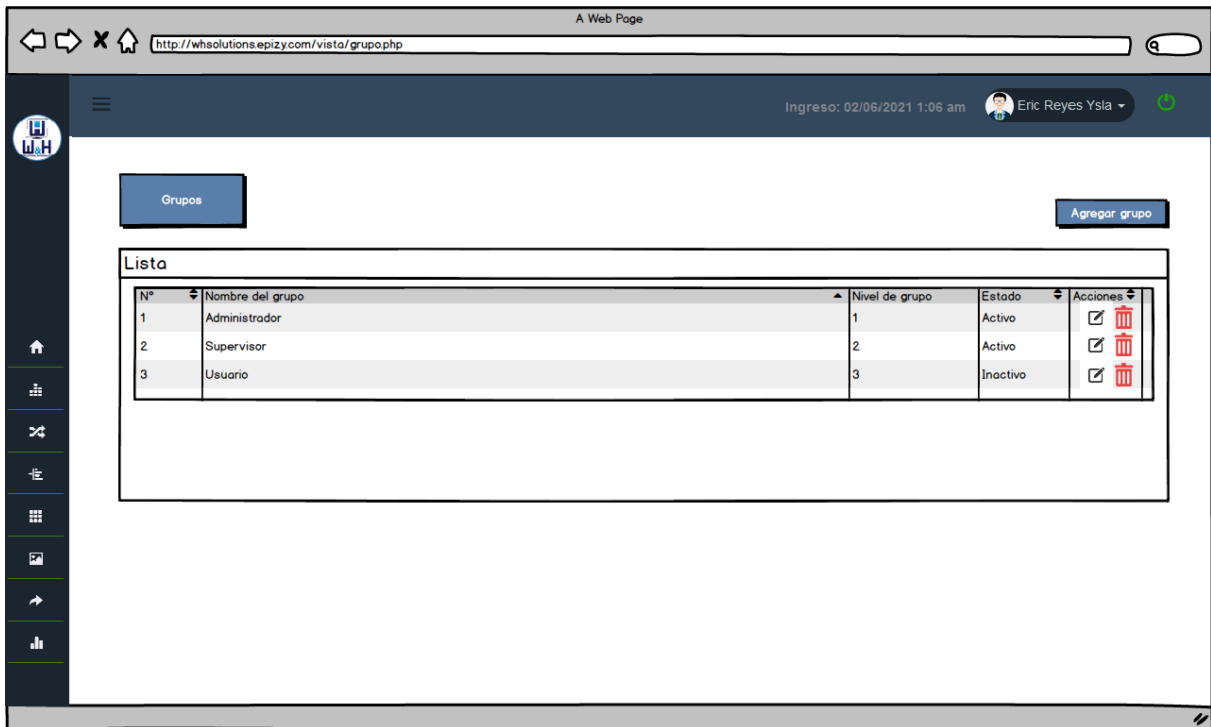 A Web Page
http://whsolutions.epizy.com/vista/grupo.php
Ingreso: 02/06/2021 1:06 am Eric Reyes Ysla
W&H
Grupos
Agregar grupo
Lista
N° Nombre del grupo Nivel de grupo Estado Acciones
1 Administrador 1 Activo
2 Supervisor 2 Activo
3 Usuario 3 Inactivo